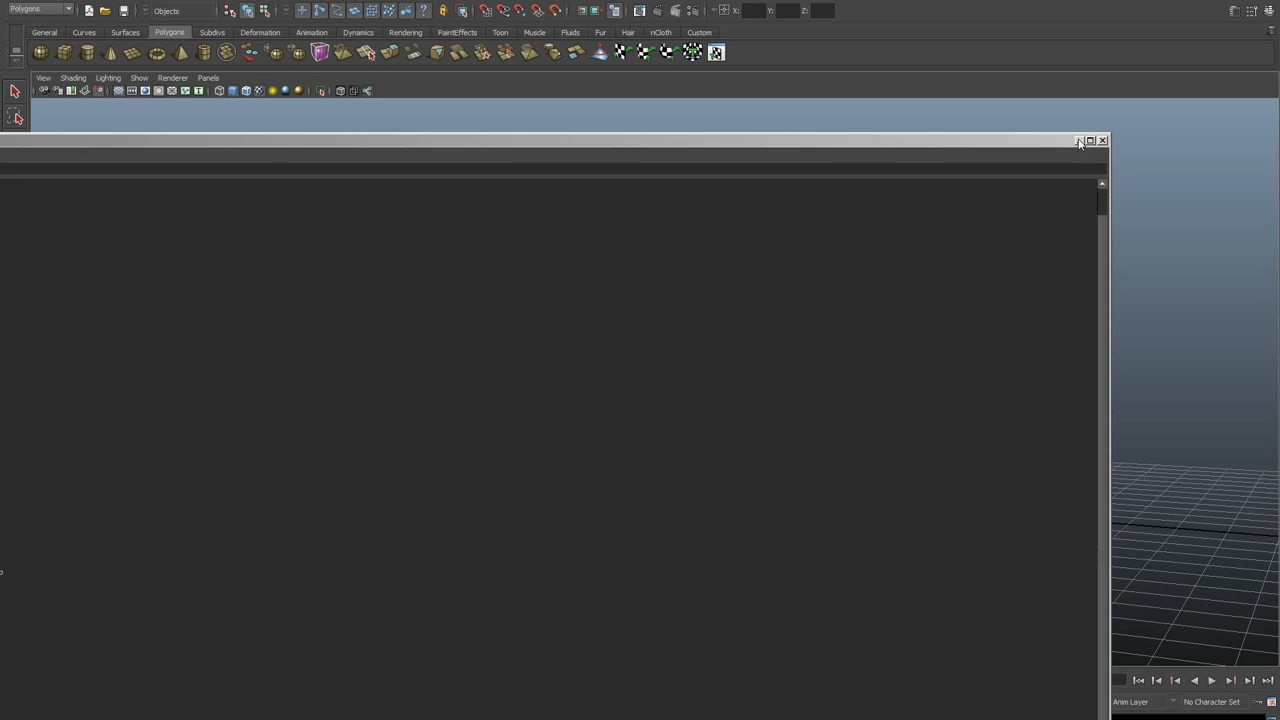 Polygons Objects X: Y: Z:
General Curves Surfaces Polygons Subdivs Deformation Animation Dynamics Rendering PaintEffects Toon Muscle Fluids Fur Hair nCloth Custom
View Shading Lighting Show Renderer Panels
Anim Layer No Character Set